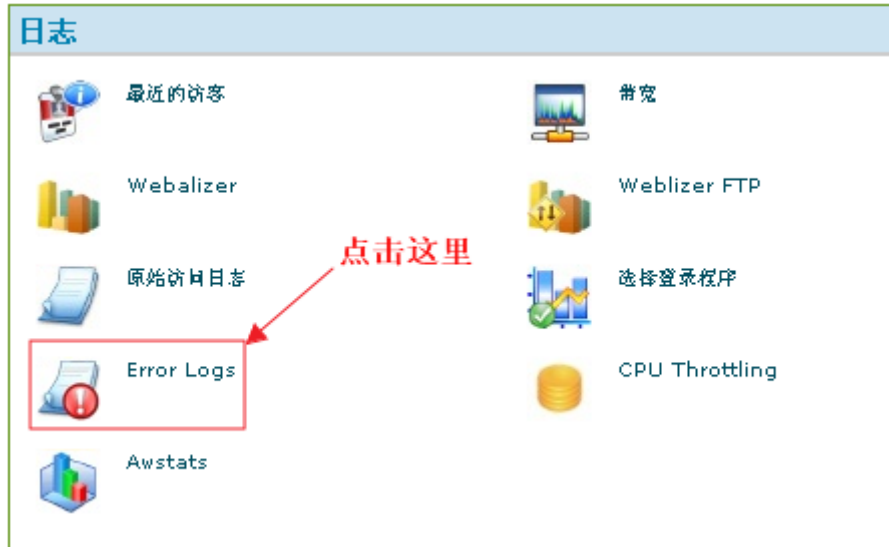 日志
最近的访客
带宽
Webalizer
Weblizer FTP
点击这里
原始访问日志
选择登录程序
Error Logs
CPU Throttling
Awstats